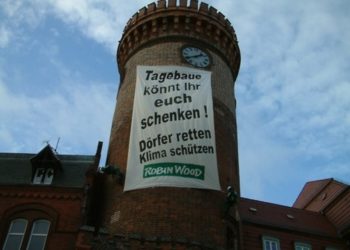 Tagebaue
könnt Ihr
euch
schenken !
Dörfer retten
Klima schützen
ROBIN WOOD